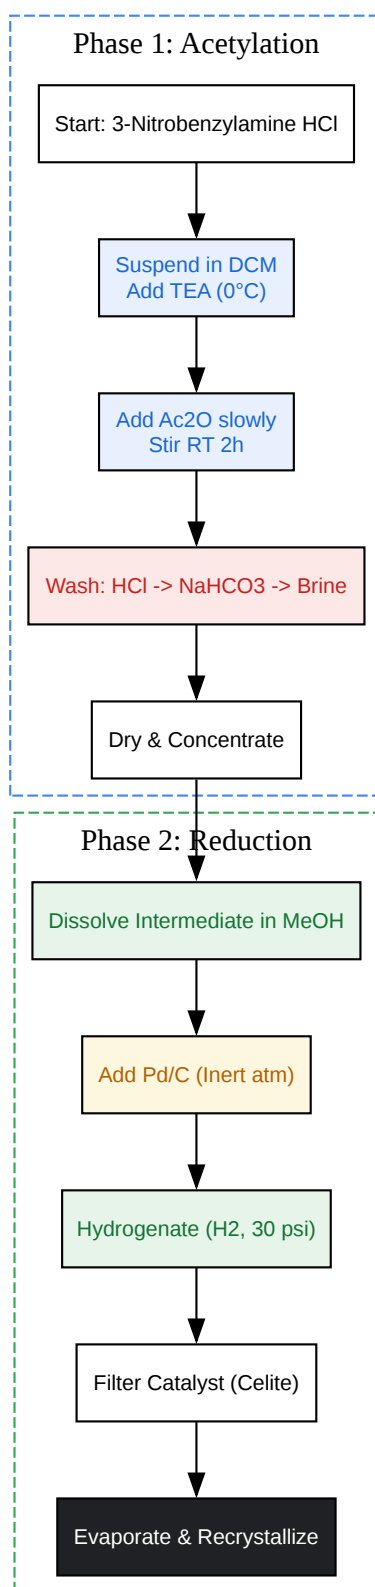 Phase 1: Acetylation
Start: 3-Nitrobenzylamine HCl
Suspend in DCM
Add TEA (0°C)
Add Ac2O slowly
Stir RT 2h
Wash: HCl -> NaHCO3 -> Brine
Dry & Concentrate
Phase 2: Reduction
Dissolve Intermediate in MeOH
Add Pd/C (Inert atm)
Hydrogenate (H2, 30 psi)
Filter Catalyst (Celite)
Evaporate & Recrystallize